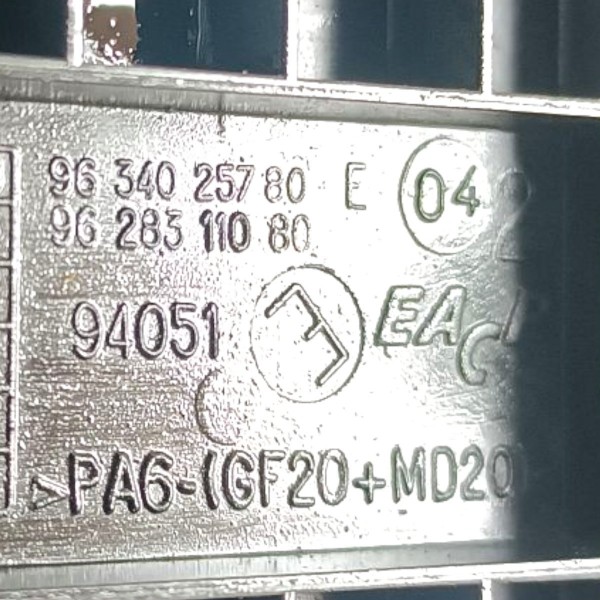 96 340 257 80 E 04
96 283 110 80
94051 EAC
>PA6-(GF20+MD20)